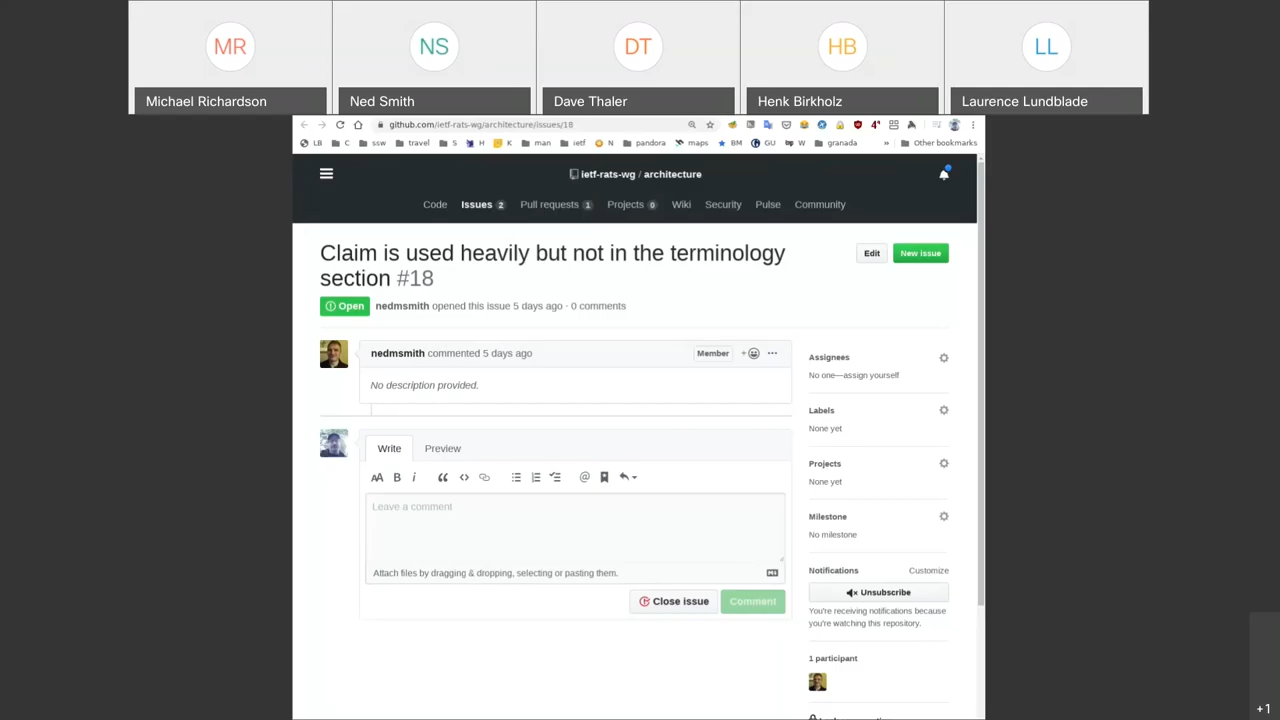 MR NS DT HB LL
Michael Richardson Ned Smith Dave Thaler Henk Birkholz Laurence Lundblade
github.com/ietf-rats-wg/architecture/issues/18
LB C ssw travel S H K man ietf N pandora maps BM GU W granada » Other bookmarks
ietf-rats-wg / architecture
Code Issues 2 Pull requests 1 Projects 0 Wiki Security Pulse Community
Claim is used heavily but not in the terminology
section #18
Edit New issue
Open nedmsmith opened this issue 5 days ago · 0 comments
nedmsmith commented 5 days ago Member
No description provided.
Assignees
No one—assign yourself
Labels
None yet
Write Preview
Projects
None yet
AA B i
Leave a comment
Milestone
No milestone
Attach files by dragging & dropping, selecting or pasting them.
Notifications Customize
Unsubscribe
Close issue Comment
You're receiving notifications because
you're watching this repository.
1 participant
+1